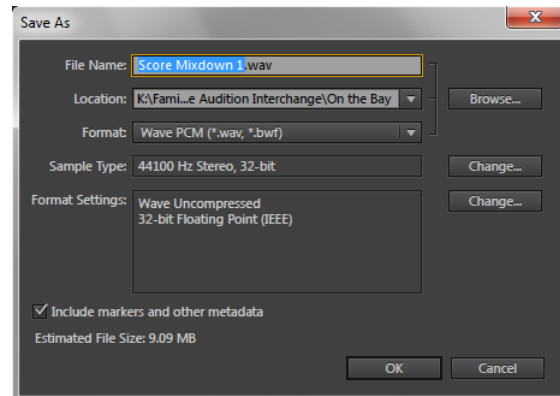 Save As
File Name: Score Mixdown 1.wav
Location: K:\Fami...e Audition Interchange\On the Bay Browse...
Format: Wave PCM (*.wav, *.bwf)
Sample Type: 44100 Hz Stereo, 32-bit Change...
Format Settings: Wave Uncompressed Change...
32-bit Floating Point (IEEE)
Include markers and other metadata
Estimated File Size: 9.09 MB
OK Cancel